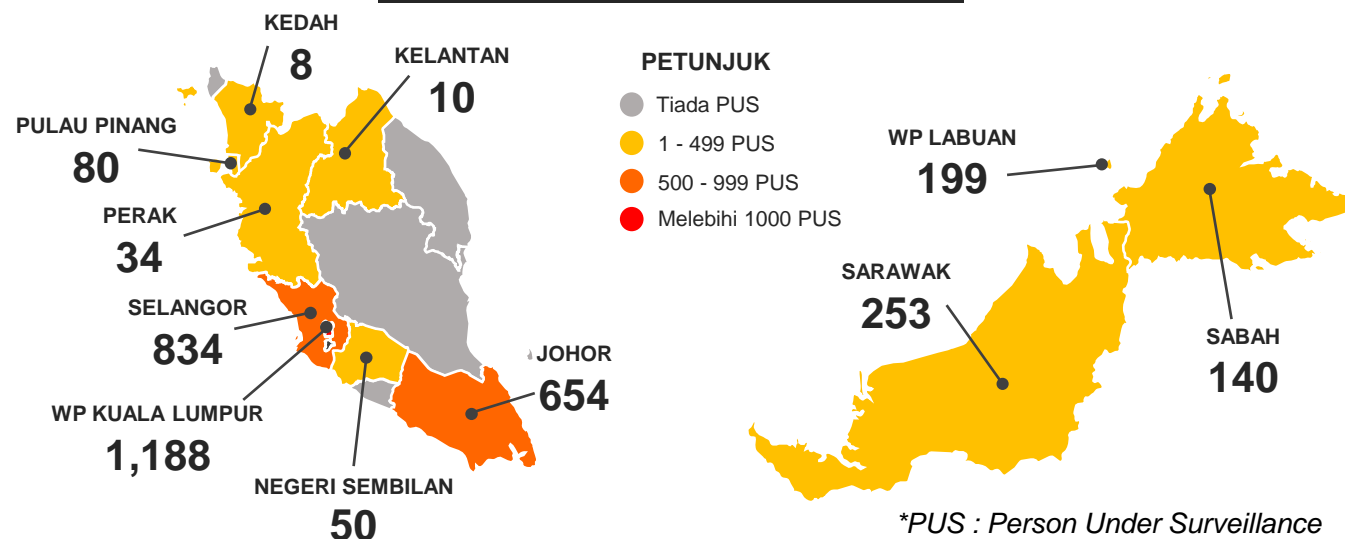 KEDAH
8
KELANTAN
10
PULAU PINANG
80
PERAK
34
SELANGOR
834
WP KUALA LUMPUR
1,188
NEGERI SEMBILAN
50
JOHOR
654
PETUNJUK
Tiada PUS
1 - 499 PUS
500 - 999 PUS
Melebihi 1000 PUS
WP LABUAN
199
SARAWAK
253
SABAH
140
*PUS : Person Under Surveillance